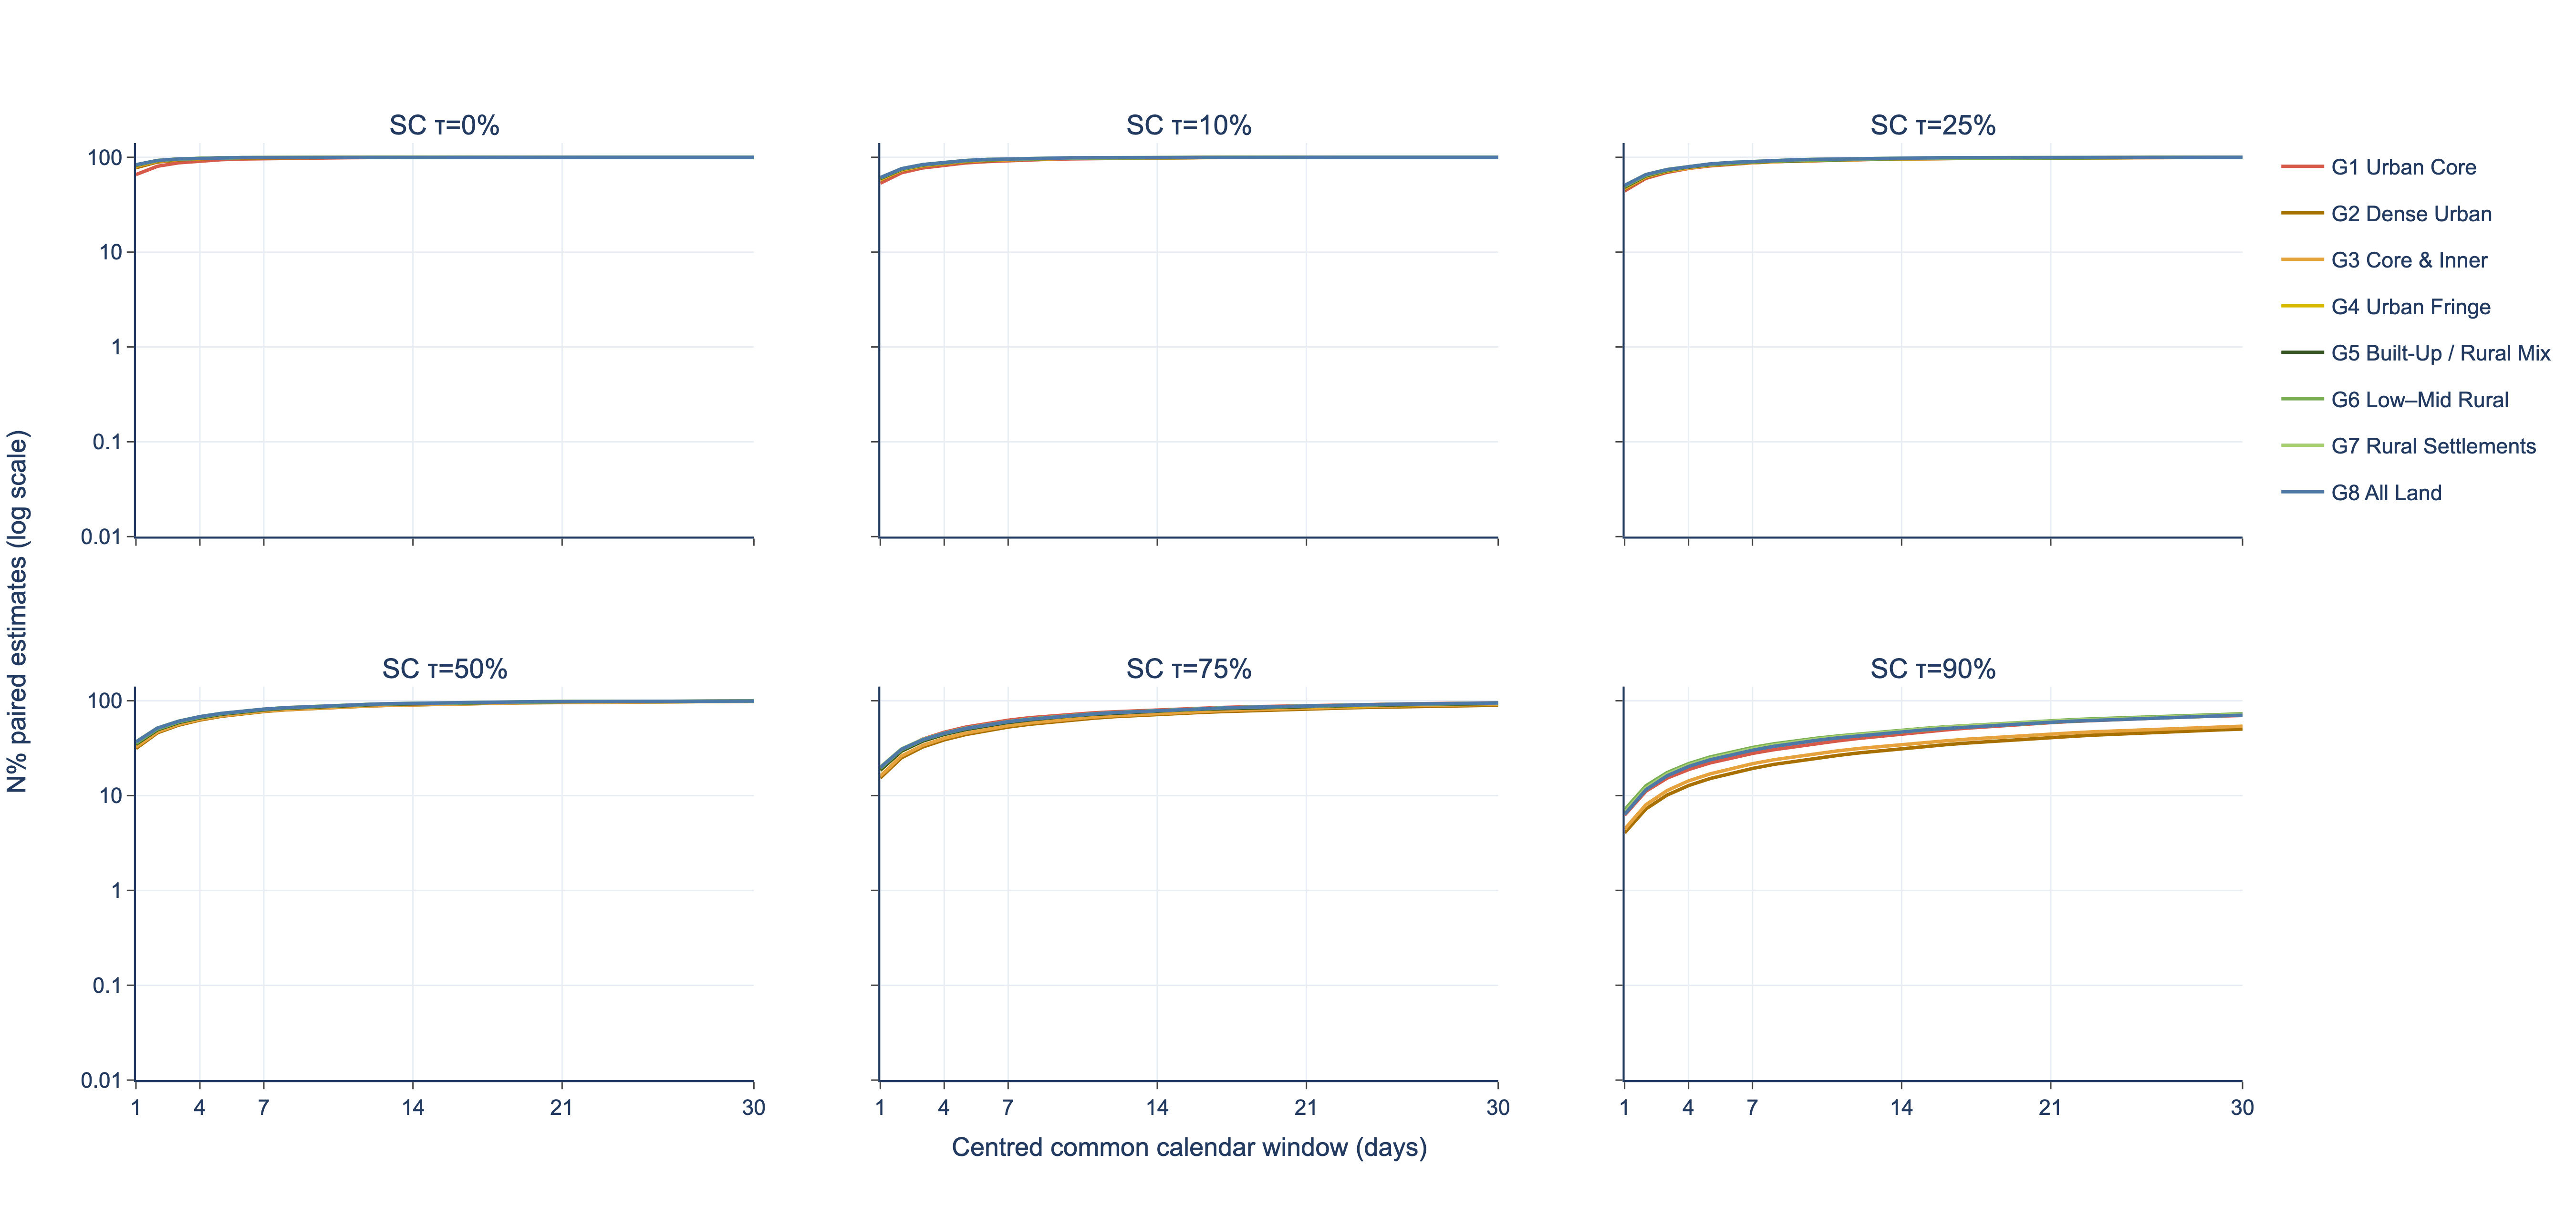 SC τ=0%
SC τ=10%
SC τ=25%
100
10
1
0.1
0.01
G1 Urban Core
G2 Dense Urban
G3 Core & Inner
G4 Urban Fringe
G5 Built-Up / Rural Mix
G6 Low–Mid Rural
G7 Rural Settlements
G8 All Land
N% paired estimates (log scale)
SC τ=50%
SC τ=75%
SC τ=90%
100
10
1
0.1
0.01
1 4 7 14 21 30
1 4 7 14 21 30
1 4 7 14 21 30
Centred common calendar window (days)